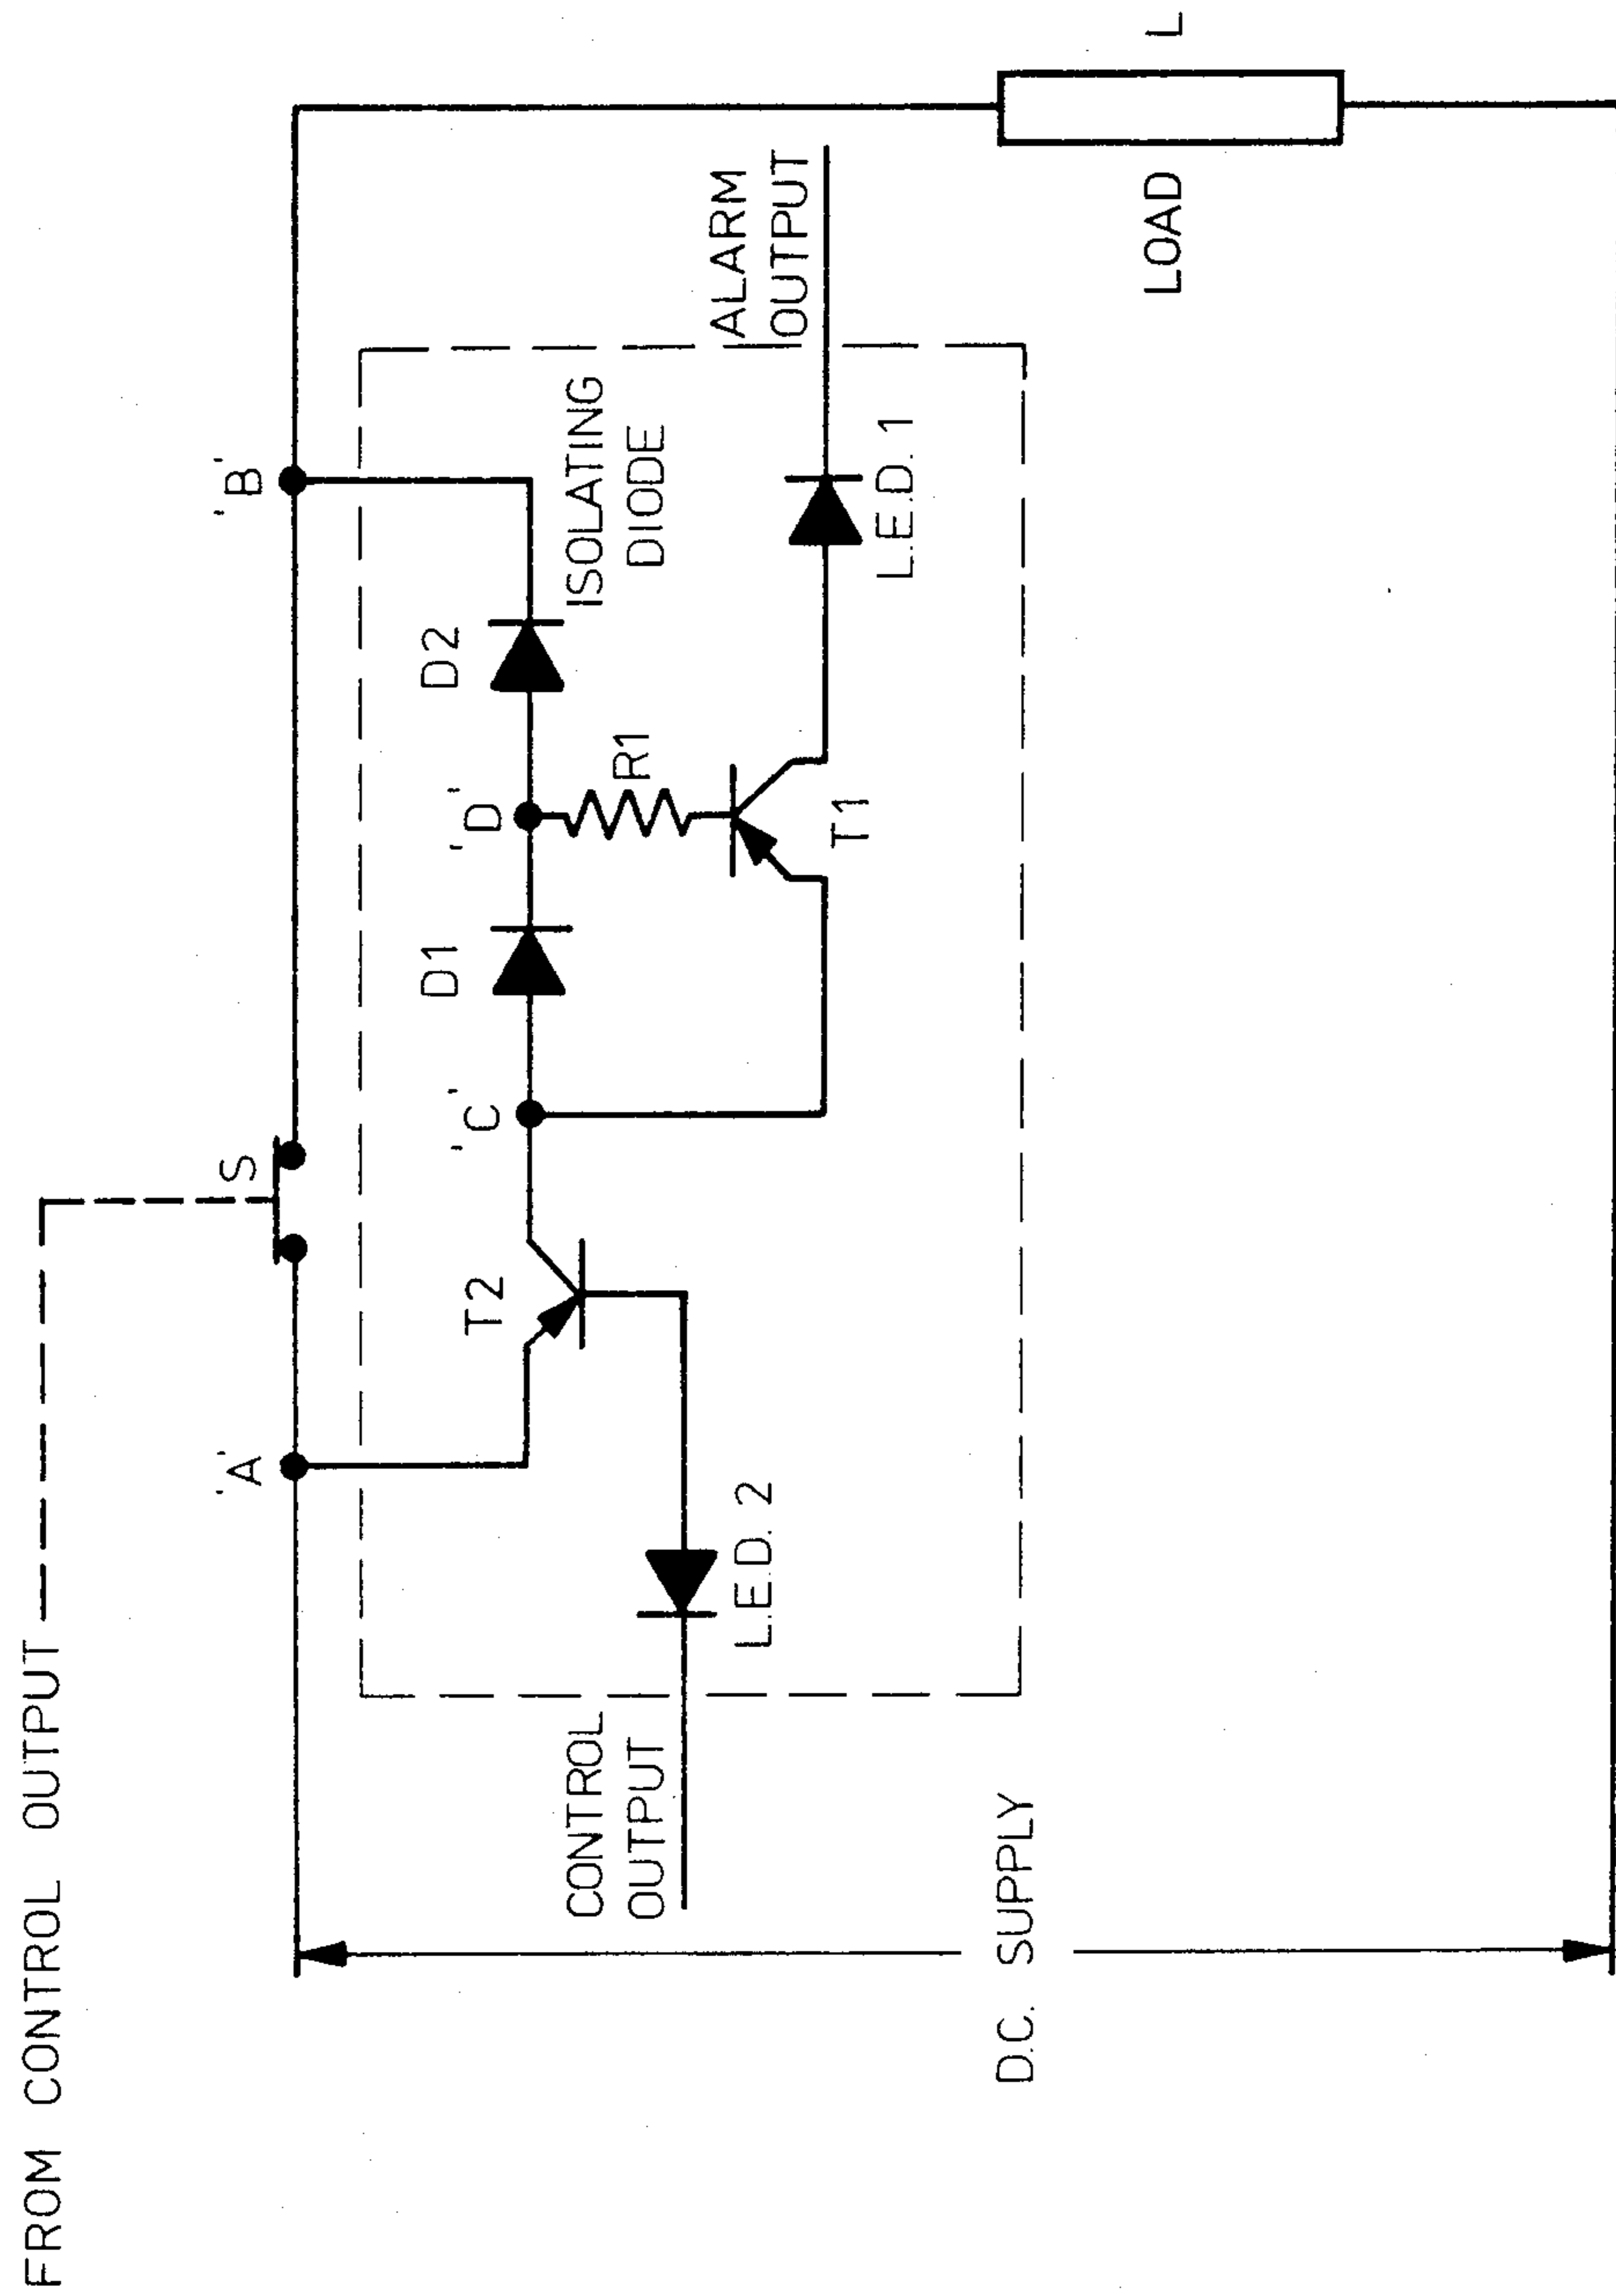 FROM CONTROL OUTPUT
'A'
S
'B'
D1
D2
T2
'C'
'D'
CONTROL
OUTPUT
ISOLATING
DIODE
R1
ALARM
OUTPUT
L.E.D. 2
T1
L.E.D. 1
D.C. SUPPLY
LOAD
L